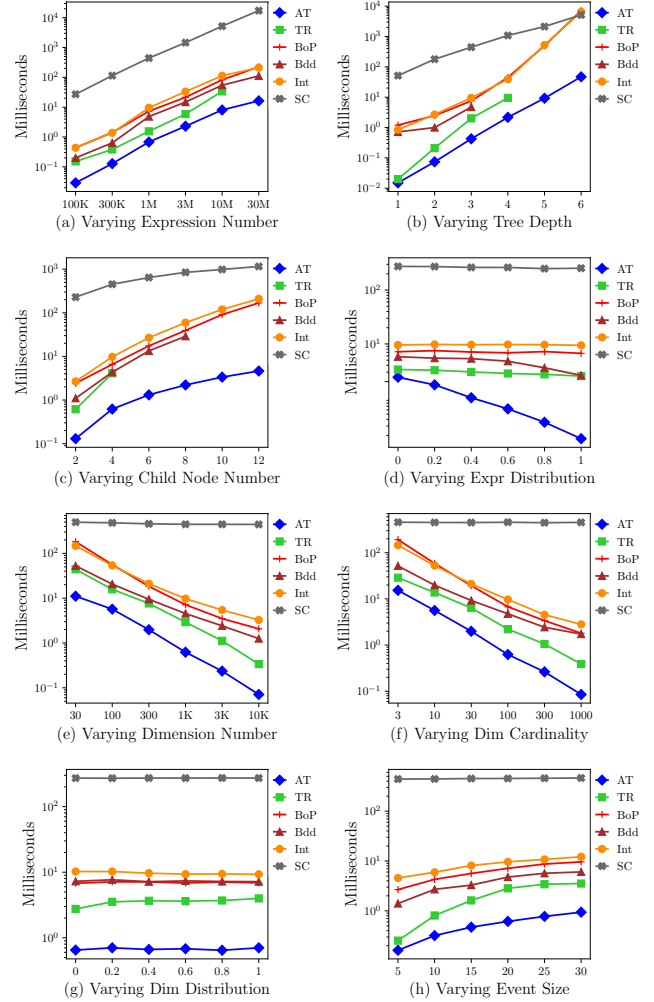 Milliseconds
10⁴
10³
10²
10¹
10⁰
10⁻¹
100K 300K 1M 3M 10M 30M
AT
TR
BoP
Bdd
Int
SC
(a) Varying Expression Number
Milliseconds
10⁴
10³
10²
10¹
10⁰
10⁻¹
10⁻²
1 2 3 4 5 6
AT
TR
BoP
Bdd
Int
SC
(b) Varying Tree Depth
Milliseconds
10³
10²
10¹
10⁰
10⁻¹
2 4 6 8 10 12
AT
TR
BoP
Bdd
Int
SC
(c) Varying Child Node Number
Milliseconds
10²
10¹
0 0.2 0.4 0.6 0.8 1
AT
TR
BoP
Bdd
Int
SC
(d) Varying Expr Distribution
Milliseconds
10²
10¹
10⁰
10⁻¹
30 100 300 1K 3K 10K
AT
TR
BoP
Bdd
Int
SC
(e) Varying Dimension Number
Milliseconds
10²
10¹
10⁰
10⁻¹
3 10 30 100 300 1000
AT
TR
BoP
Bdd
Int
SC
(f) Varying Dim Cardinality
Milliseconds
10²
10¹
10⁰
0 0.2 0.4 0.6 0.8 1
AT
TR
BoP
Bdd
Int
SC
(g) Varying Dim Distribution
Milliseconds
10²
10¹
10⁰
5 10 15 20 25 30
AT
TR
BoP
Bdd
Int
SC
(h) Varying Event Size